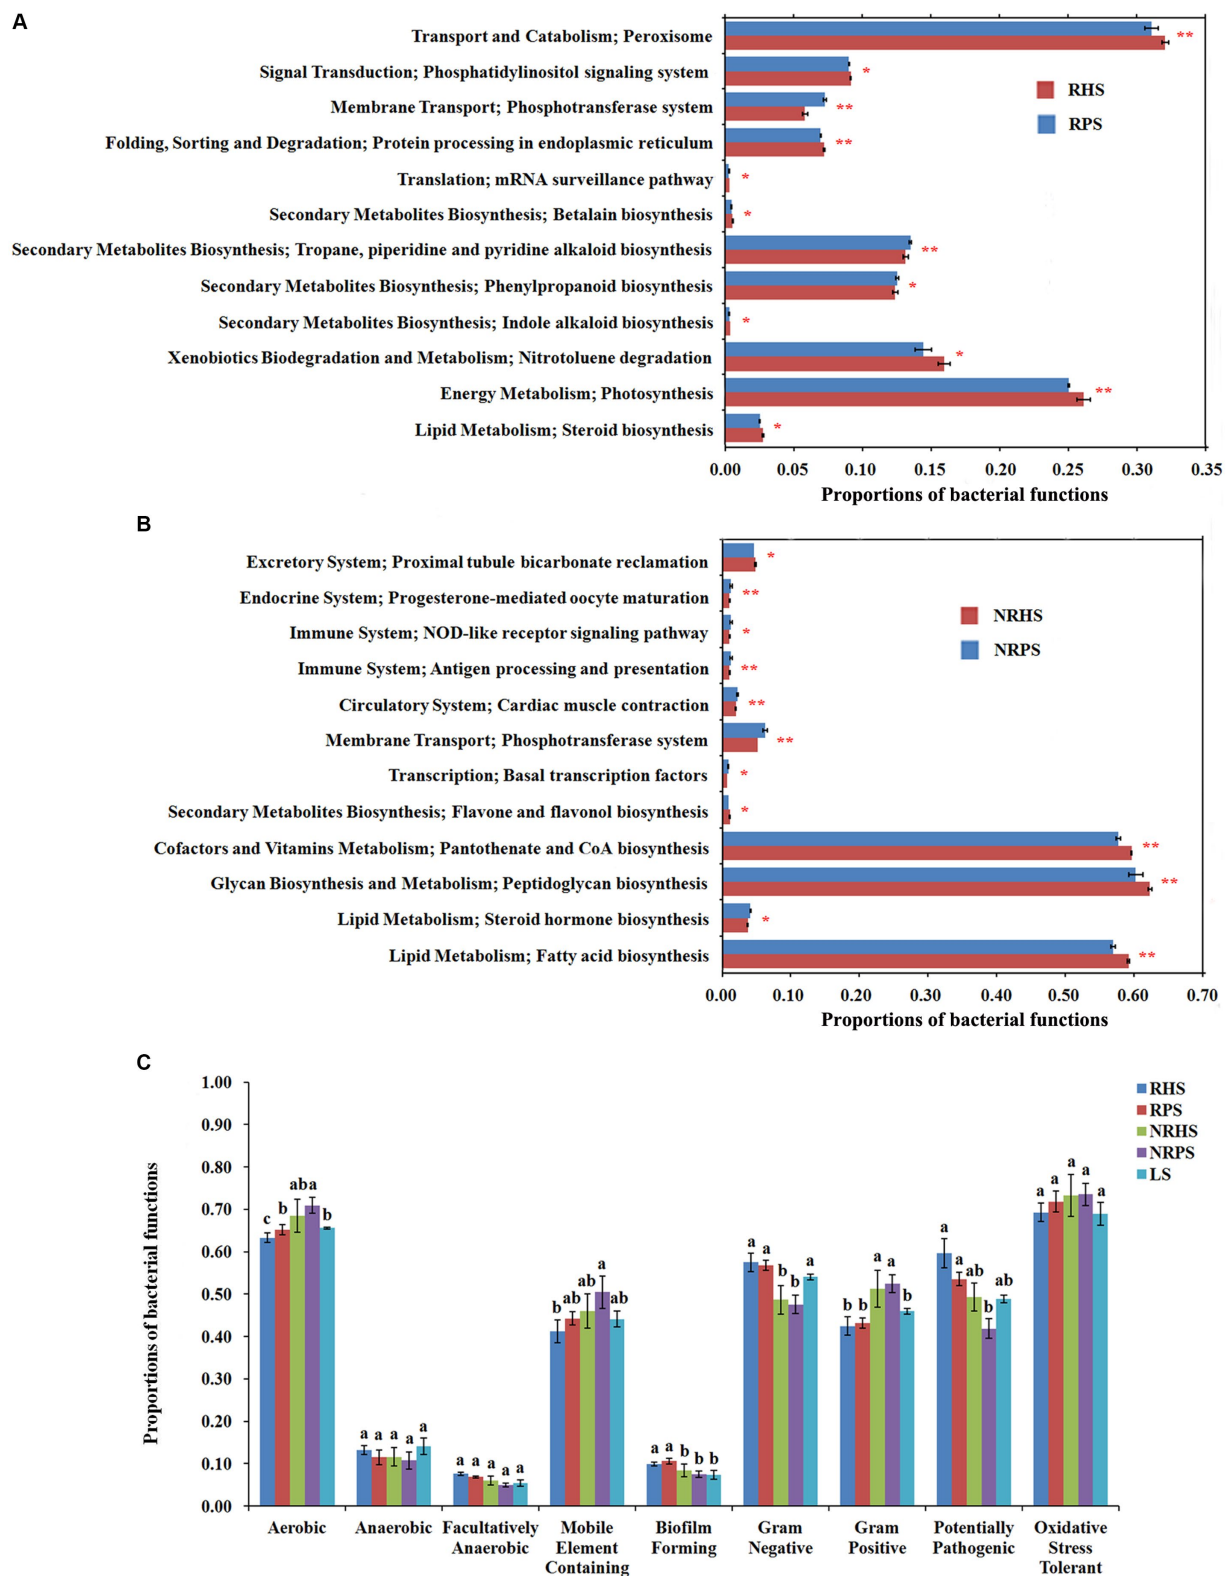 A
Transport and Catabolism; Peroxisome
**
Signal Transduction; Phosphatidylinositol signaling system
*
Membrane Transport; Phosphotransferase system
**
Folding, Sorting and Degradation; Protein processing in endoplasmic reticulum
**
Translation; mRNA surveillance pathway
*
Secondary Metabolites Biosynthesis; Betalain biosynthesis
*
Secondary Metabolites Biosynthesis; Tropane, piperidine and pyridine alkaloid biosynthesis
**
Secondary Metabolites Biosynthesis; Phenylpropanoid biosynthesis
*
Secondary Metabolites Biosynthesis; Indole alkaloid biosynthesis
*
Xenobiotics Biodegradation and Metabolism; Nitrotoluene degradation
*
Energy Metabolism; Photosynthesis
**
Lipid Metabolism; Steroid biosynthesis
*
RHS
RPS
0.00 0.05 0.10 0.15 0.20 0.25 0.30 0.35
Proportions of bacterial functions
B
Excretory System; Proximal tubule bicarbonate reclamation
*
Endocrine System; Progesterone-mediated oocyte maturation
**
Immune System; NOD-like receptor signaling pathway
*
Immune System; Antigen processing and presentation
**
Circulatory System; Cardiac muscle contraction
**
Membrane Transport; Phosphotransferase system
**
Transcription; Basal transcription factors
*
Secondary Metabolites Biosynthesis; Flavone and flavonol biosynthesis
*
Cofactors and Vitamins Metabolism; Pantothenate and CoA biosynthesis
**
Glycan Biosynthesis and Metabolism; Peptidoglycan biosynthesis
**
Lipid Metabolism; Steroid hormone biosynthesis
*
Lipid Metabolism; Fatty acid biosynthesis
**
NRHS
NRPS
0.00 0.10 0.20 0.30 0.40 0.50 0.60 0.70
Proportions of bacterial functions
C
Proportions of bacterial functions
1.00
0.90
0.80
0.70
0.60
0.50
0.40
0.30
0.20
0.10
0.00
c b ab a b
a a a a a
a a a a a
b ab ab a ab
a a b b b
a a b b a
b b a a b
a a ab b ab
a a a a a
RHS
RPS
NRHS
NRPS
LS
Aerobic
Anaerobic
Facultatively
Anaerobic
Mobile
Element
Containing
Biofilm
Forming
Gram
Negative
Gram
Positive
Potentially
Pathogenic
Oxidative
Stress
Tolerant